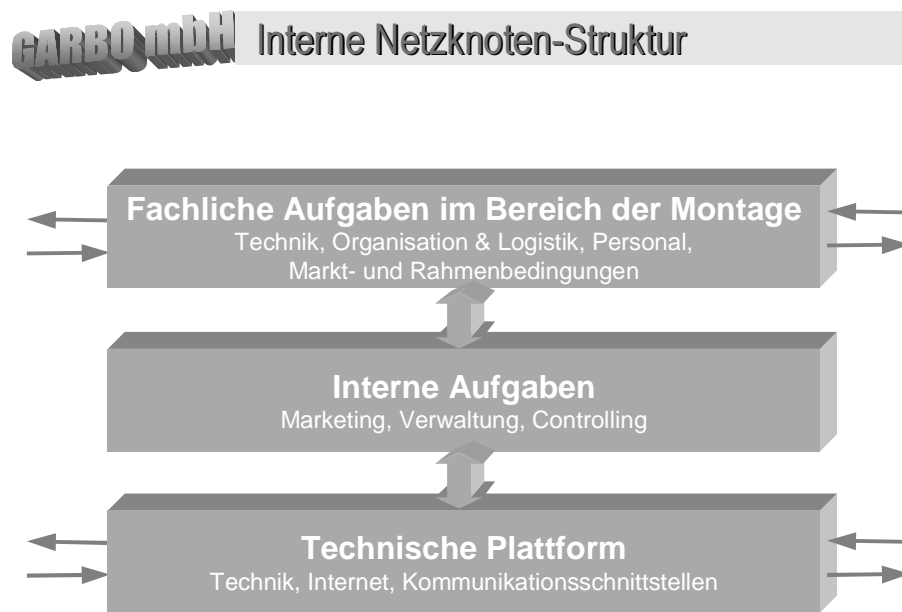 GARBO mbH
Interne Netzknoten-Struktur
Fachliche Aufgaben im Bereich der Montage
Technik, Organisation & Logistik, Personal,
Markt- und Rahmenbedingungen
Interne Aufgaben
Marketing, Verwaltung, Controlling
Technische Plattform
Technik, Internet, Kommunikationsschnittstellen